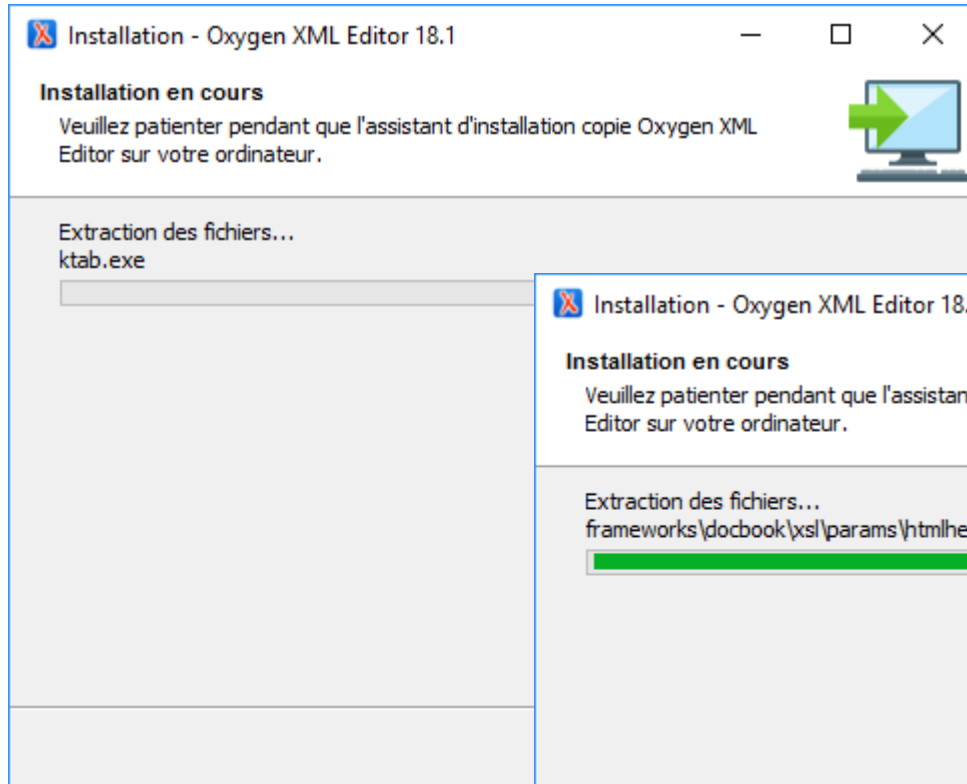 Installation - Oxygen XML Editor 18.1
Installation en cours
Veuillez patienter pendant que l'assistant d'installation copie Oxygen XML
Editor sur votre ordinateur.
Extraction des fichiers...
ktab.exe
Installation - Oxygen XML Editor 18.
Installation en cours
Veuillez patienter pendant que l'assistan
Editor sur votre ordinateur.
Extraction des fichiers...
frameworks\docbook\xsl\params\htmlhe